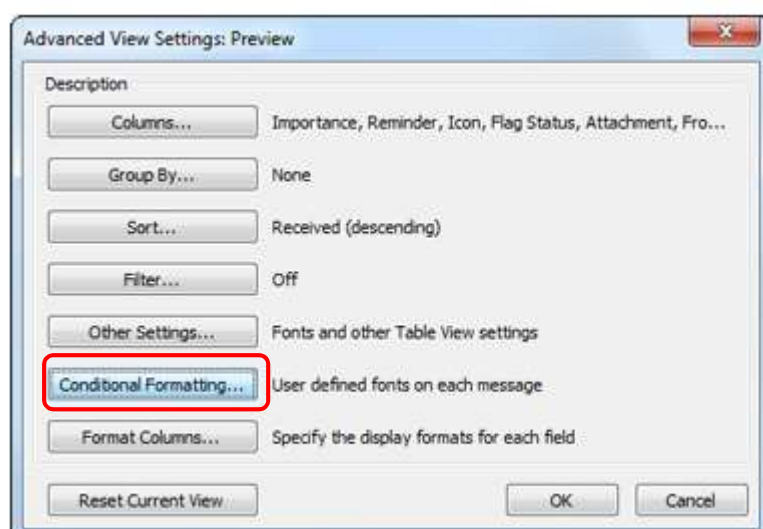 Advanced View Settings: Preview
Description
Columns... Importance, Reminder, Icon, Flag Status, Attachment, Fro...
Group By... None
Sort... Received (descending)
Filter... Off
Other Settings... Fonts and other Table View settings
Conditional Formatting... User defined fonts on each message
Format Columns... Specify the display formats for each field
Reset Current View OK Cancel